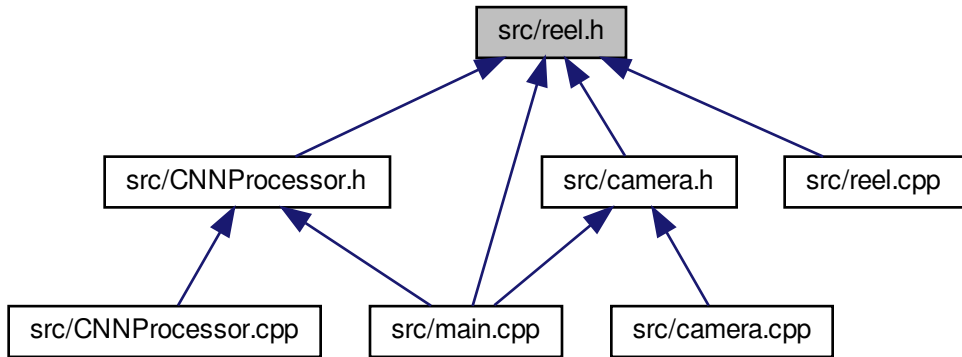 src/reel.h
src/CNNProcessor.h
src/camera.h
src/reel.cpp
src/CNNProcessor.cpp
src/main.cpp
src/camera.cpp